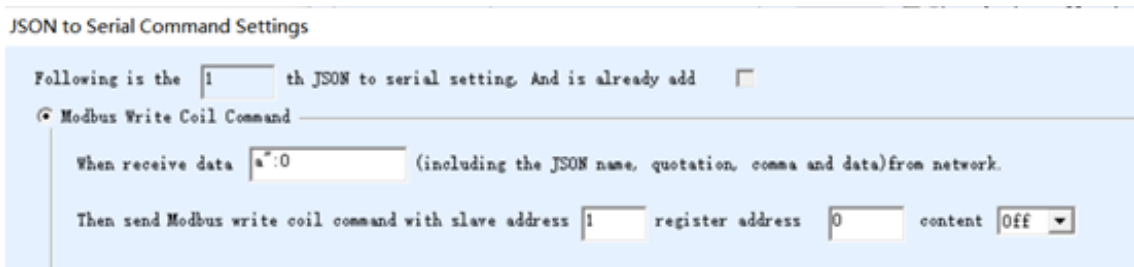 JSON to Serial Command Settings
Following is the 1 th JSON to serial setting, And is already add
Modbus Write Coil Command
When receive data a":0 (including the JSON name, quotation, comma and data)from network.
Then send Modbus write coil command with slave address 1 register address 0 content Off